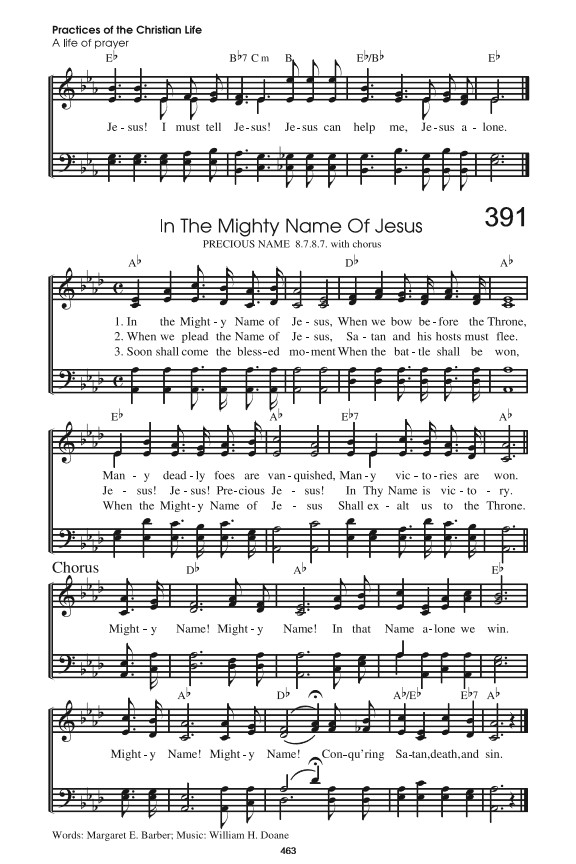 Practices of the Christian Life
A life of prayer
E♭ B♭7 C m B♭ E♭/B♭ E♭
Je - sus! I must tell Je- sus! Je-sus can help me, Je-sus a - lone.
391
In The Mighty Name Of Jesus
PRECIOUS NAME 8.7.8.7. with chorus
A♭ D♭ A♭
1. In the Might - y Name of Je - sus, When we bow be - fore the Throne,
2. When we plead the Name of Je - sus, Sa - tan and his hosts must flee.
3. Soon shall come the bless - ed mo - ment When the bat - tle shall be won,
E♭ A♭ E♭7 A♭
Man - y dead - ly foes are van - quished, Man - y vic - to - ries are won.
Je - sus! Je - sus! Pre - cious Je - sus! In Thy Name is vic - to - ry.
When the Might - y Name of Je - sus Shall ex - alt us to the Throne.
Chorus D♭ A♭ E♭
Might - y Name! Might - y Name! In that Name a-lone we win.
A♭ D♭ A♭/E♭ E♭7 A♭
Might - y Name! Might - y Name! Con-qu'ring Sa-tan,death,and sin.
Words: Margaret E. Barber; Music: William H. Doane
463